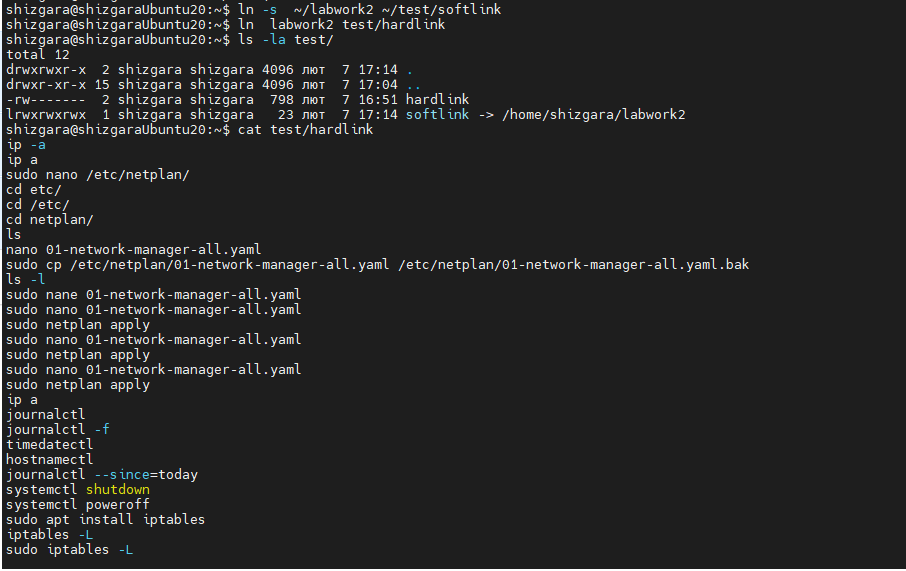 shizgara@shizgaraUbuntu20:~$ ln -s  ~/labwork2 ~/test/softlink
shizgara@shizgaraUbuntu20:~$ ln  labwork2 test/hardlink
shizgara@shizgaraUbuntu20:~$ ls -la test/
total 12
drwxrwxr-x  2 shizgara shizgara 4096 лют  7 17:14 .
drwxr-xr-x 15 shizgara shizgara 4096 лют  7 17:04 ..
-rw-------  2 shizgara shizgara  798 лют  7 16:51 hardlink
lrwxrwxrwx  1 shizgara shizgara   23 лют  7 17:14 softlink -> /home/shizgara/labwork2
shizgara@shizgaraUbuntu20:~$ cat test/hardlink
ip -a
ip a
sudo nano /etc/netplan/
cd etc/
cd /etc/
cd netplan/
ls
nano 01-network-manager-all.yaml
sudo cp /etc/netplan/01-network-manager-all.yaml /etc/netplan/01-network-manager-all.yaml.bak
ls -l
sudo nane 01-network-manager-all.yaml
sudo nano 01-network-manager-all.yaml
sudo netplan apply
sudo nano 01-network-manager-all.yaml
sudo netplan apply
sudo nano 01-network-manager-all.yaml
sudo netplan apply
ip a
journalctl
journalctl -f
timedatectl
hostnamectl
journalctl --since=today
systemctl shutdown
systemctl poweroff
sudo apt install iptables
iptables -L
sudo iptables -L